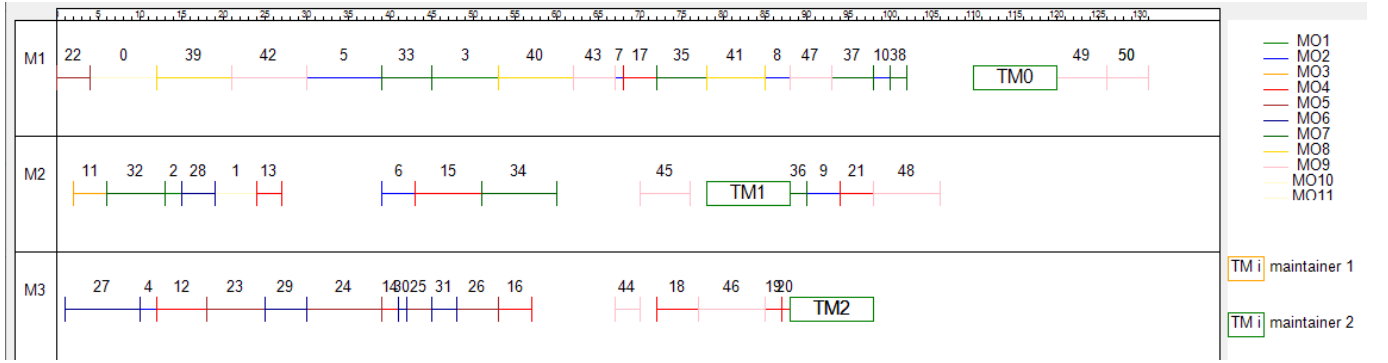 5 10 15 20 25 30 35 40 45 50 55 60 65 70 75 80 85 90 95 100 105 110 115 120 125 130
M1 22 0 39 42 5 33 3 40 43 7 17 35 41 8 47 37 10 38 TM0 49 50
M2 11 32 2 28 1 13 6 15 34 45 TM1 36 9 21 48
M3 27 4 12 23 29 24 14 30 25 31 26 16 44 18 46 19 20 TM2
MO1
MO2
MO3
MO4
MO5
MO6
MO7
MO8
MO9
MO10
MO11
TM i maintainer 1
TM i maintainer 2